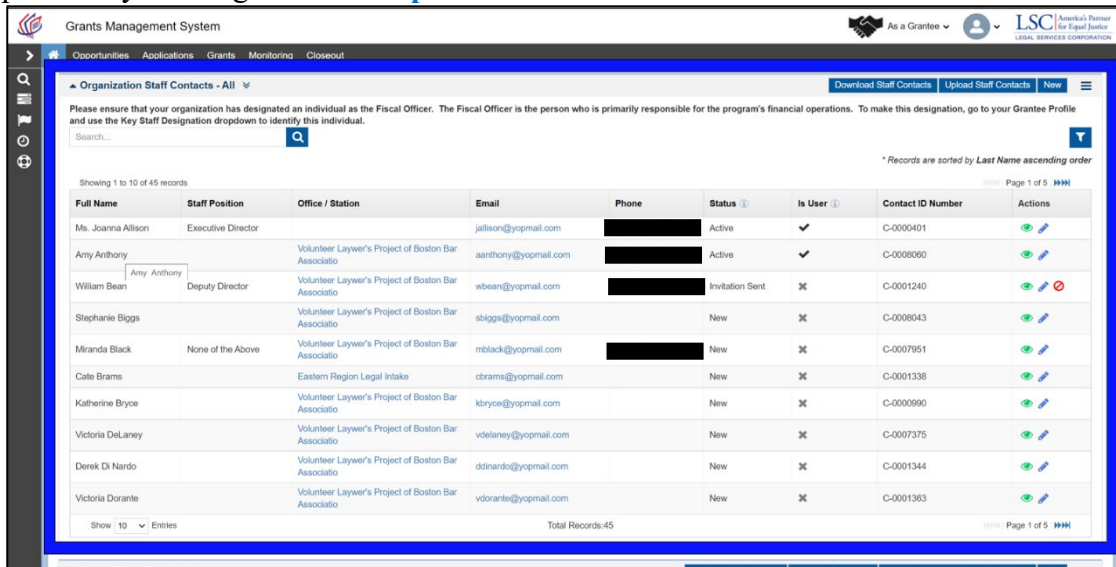 Grants Management System
As a Grantee
LSC America's Partner for Equal Justice
LEGAL SERVICES CORPORATION
Opportunities Applications Grants Monitoring Closeout
Organization Staff Contacts - All
Download Staff Contacts Upload Staff Contacts New
Please ensure that your organization has designated an individual as the Fiscal Officer. The Fiscal Officer is the person who is primarily responsible for the program's financial operations. To make this designation, go to your Grantee Profile
and use the Key Staff Designation dropdown to identify this individual.
Search...
* Records are sorted by Last Name ascending order
Showing 1 to 10 of 45 records Page 1 of 5
Full Name Staff Position Office / Station Email Phone Status Is User Contact ID Number Actions
Ms. Joanna Allison Executive Director jallison@yopmail.com Active C-0000401
Amy Anthony Volunteer Laywer's Project of Boston Bar Associatio aanthony@yopmail.com Active C-0008060
Amy Anthony
William Bean Deputy Director Volunteer Laywer's Project of Boston Bar Associatio wbean@yopmail.com Invitation Sent C-0001240
Stephanie Biggs Volunteer Laywer's Project of Boston Bar Associatio sbiggs@yopmail.com New C-0008043
Miranda Black None of the Above Volunteer Laywer's Project of Boston Bar Associatio mblack@yopmail.com New C-0007951
Cate Brams Eastern Region Legal Intake cbrams@yopmail.com New C-0001338
Katherine Bryce Volunteer Laywer's Project of Boston Bar Associatio kbryce@yopmail.com New C-0000990
Victoria DeLaney Volunteer Laywer's Project of Boston Bar Associatio vdelaney@yopmail.com New C-0007375
Derek Di Nardo Volunteer Laywer's Project of Boston Bar Associatio ddinardo@yopmail.com New C-0001344
Victoria Dorante Volunteer Laywer's Project of Boston Bar Associatio vdorante@yopmail.com New C-0001363
Show 10 Entries Total Records:45 Page 1 of 5